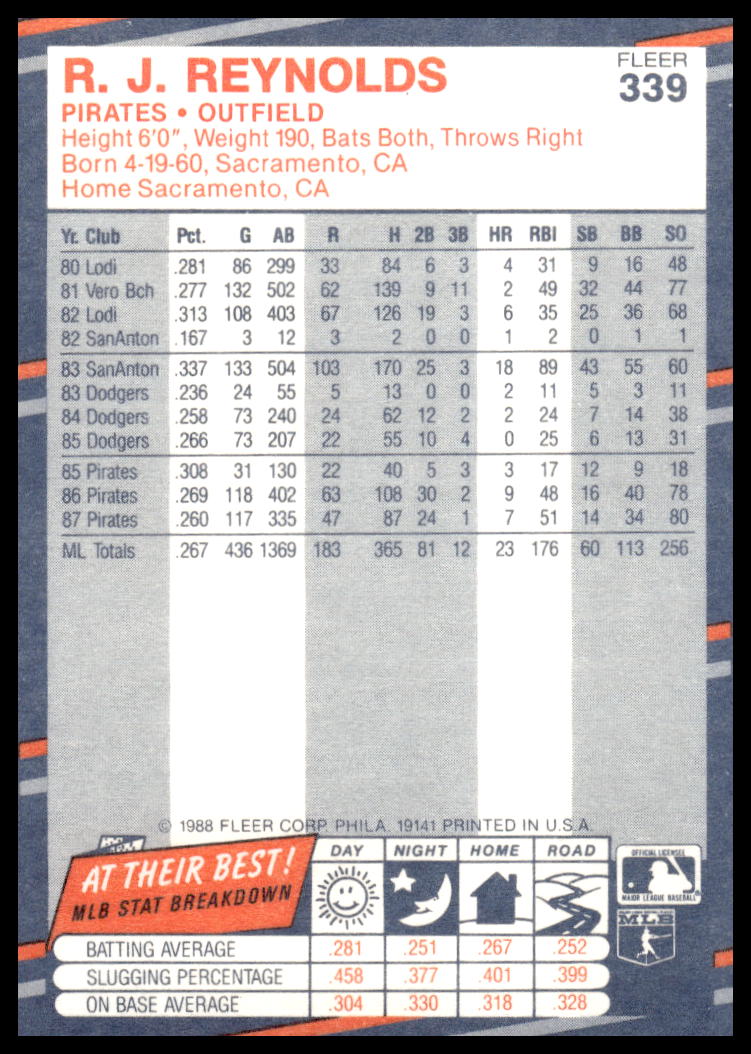 R. J. REYNOLDS
FLEER
339
PIRATES • OUTFIELD
Height 6'0", Weight 190, Bats Both, Throws Right
Born 4-19-60, Sacramento, CA
Home Sacramento, CA
Yr. Club Pct. G AB R H 2B 3B HR RBI SB BB SO
80 Lodi .281 86 299 33 84 6 3 4 31 9 16 48
81 Vero Bch .277 132 502 62 139 9 11 2 49 32 44 77
82 Lodi .313 108 403 67 126 19 3 6 35 25 36 68
82 SanAnton .167 3 12 3 2 0 0 1 2 0 1 1
83 SanAnton .337 133 504 103 170 25 3 18 89 43 55 60
83 Dodgers .236 24 55 5 13 0 0 2 11 5 3 11
84 Dodgers .258 73 240 24 62 12 2 2 24 7 14 38
85 Dodgers .266 73 207 22 55 10 4 0 25 6 13 31
85 Pirates .308 31 130 22 40 5 3 3 17 12 9 18
86 Pirates .269 118 402 63 108 30 2 9 48 16 40 78
87 Pirates .260 117 335 47 87 24 1 7 51 14 34 80
ML Totals .267 436 1369 183 365 81 12 23 176 60 113 256
© 1988 FLEER CORP. PHILA. 19141 PRINTED IN U.S.A.
AT THEIR BEST!
MLB STAT BREAKDOWN
DAY NIGHT HOME ROAD
OFFICIAL LICENSEE
MAJOR LEAGUE BASEBALL
MLB
BATTING AVERAGE .281 .251 .267 .252
SLUGGING PERCENTAGE .458 .377 .401 .399
ON BASE AVERAGE .304 .330 .318 .328